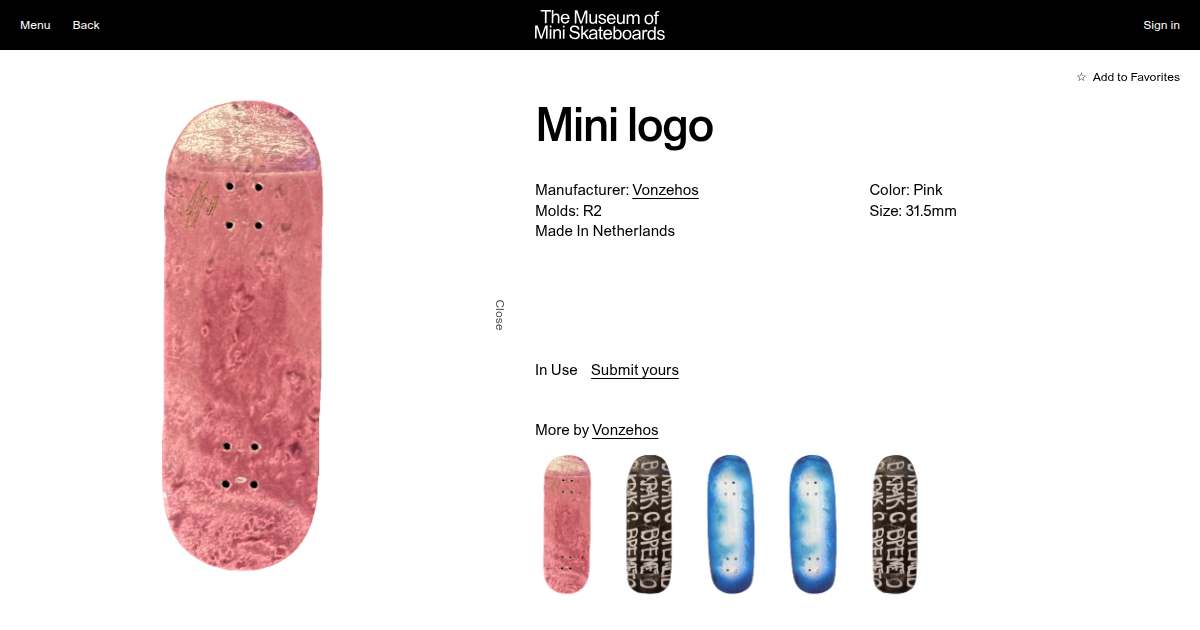 Menu
Back
The Museum of
Mini Skateboards
Sign in
☆ Add to Favorites
Mini logo
Manufacturer: Vonzehos
Molds: R2
Made In Netherlands
Color: Pink
Size: 31.5mm
Close
In Use
Submit yours
More by Vonzehos